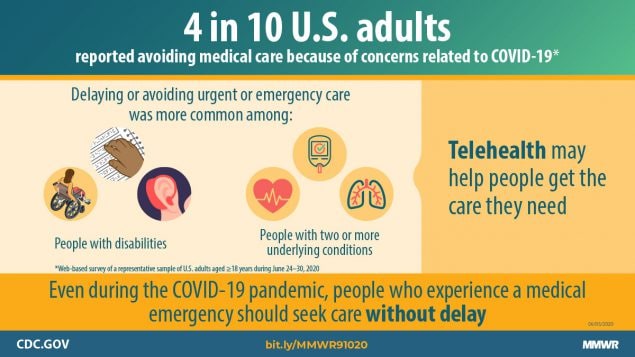 4 in 10 U.S. adults
reported avoiding medical care because of concerns related to COVID-19*
Delaying or avoiding urgent or emergency care
was more common among:
People with disabilities
People with two or more
underlying conditions
*Web-based survey of a representative sample of U.S. adults aged ≥18 years during June 24–30, 2020
Telehealth may
help people get the
care they need
Even during the COVID-19 pandemic, people who experience a medical
emergency should seek care without delay
CDC.GOV
bit.ly/MMWR91020
MMWR